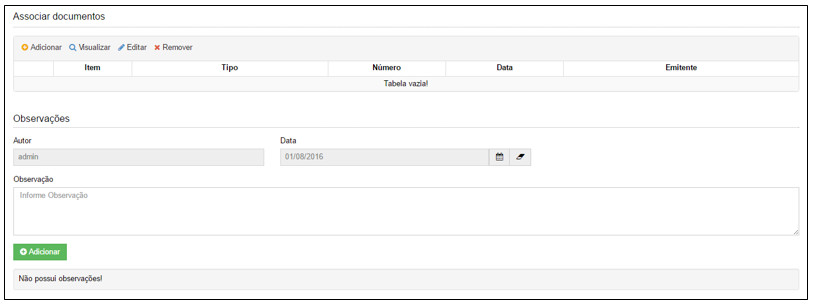 Associar documentos
Adicionar Visualizar Editar Remover
Item Tipo Número Data Emitente
Tabela vazia!
Observações
Autor Data
admin 01/08/2016
Observação
Informe Observação
Adicionar
Não possui observações!